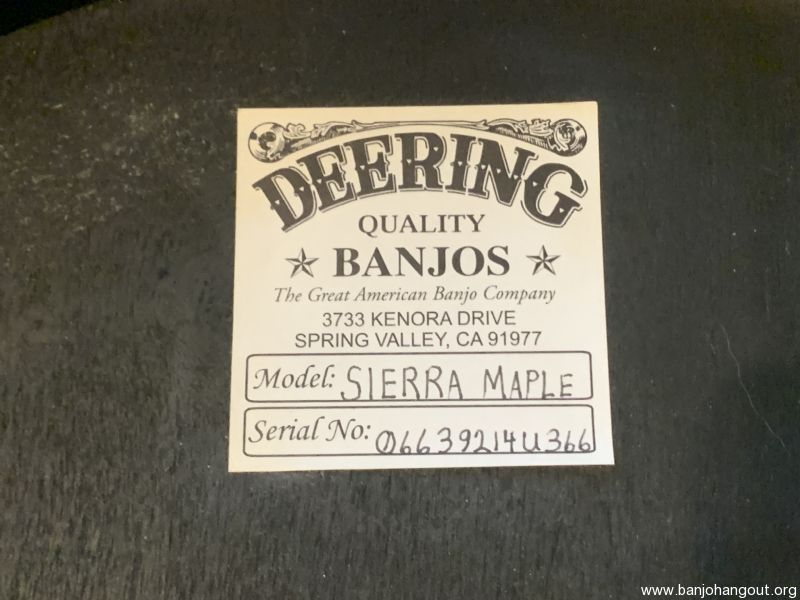 DEERING
QUALITY
BANJOS
The Great American Banjo Company
3733 KENORA DRIVE
SPRING VALLEY, CA 91977
Model: SIERRA MAPLE
Serial No: 06639214U366
www.banjohangout.org